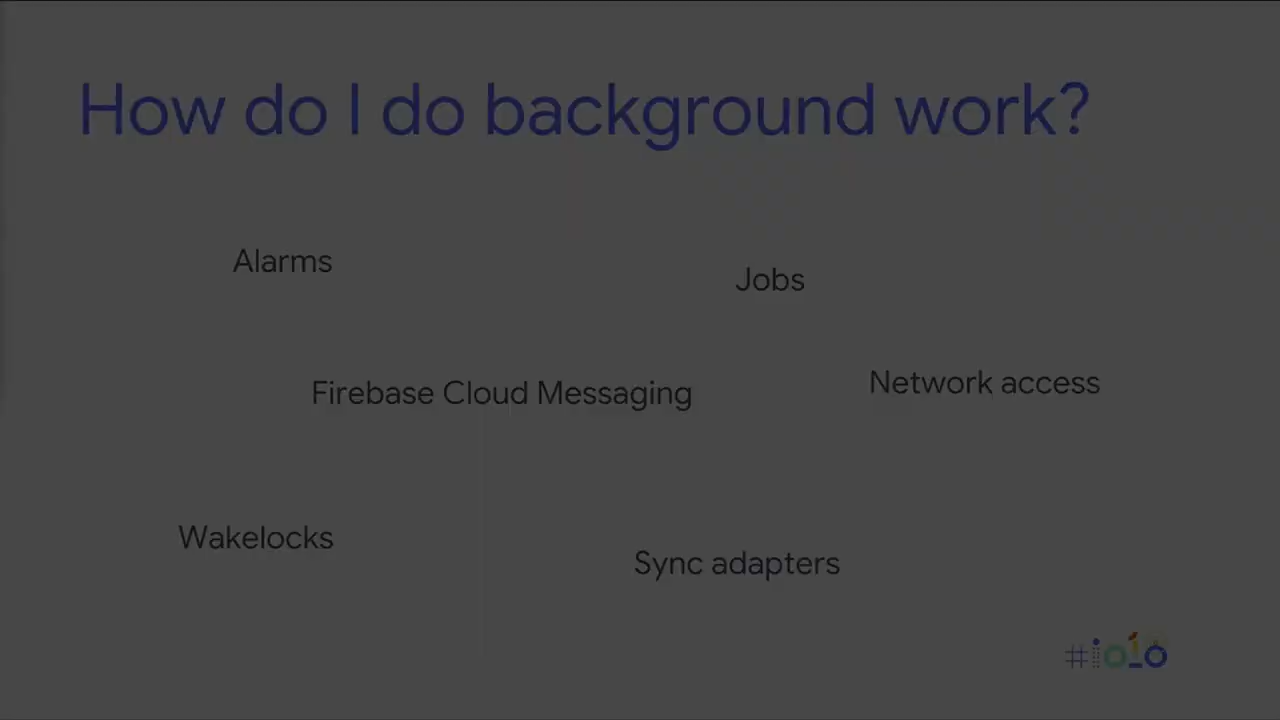 How do I do background work?
Alarms
Jobs
Firebase Cloud Messaging
Network access
Wakelocks
Sync adapters
#io18